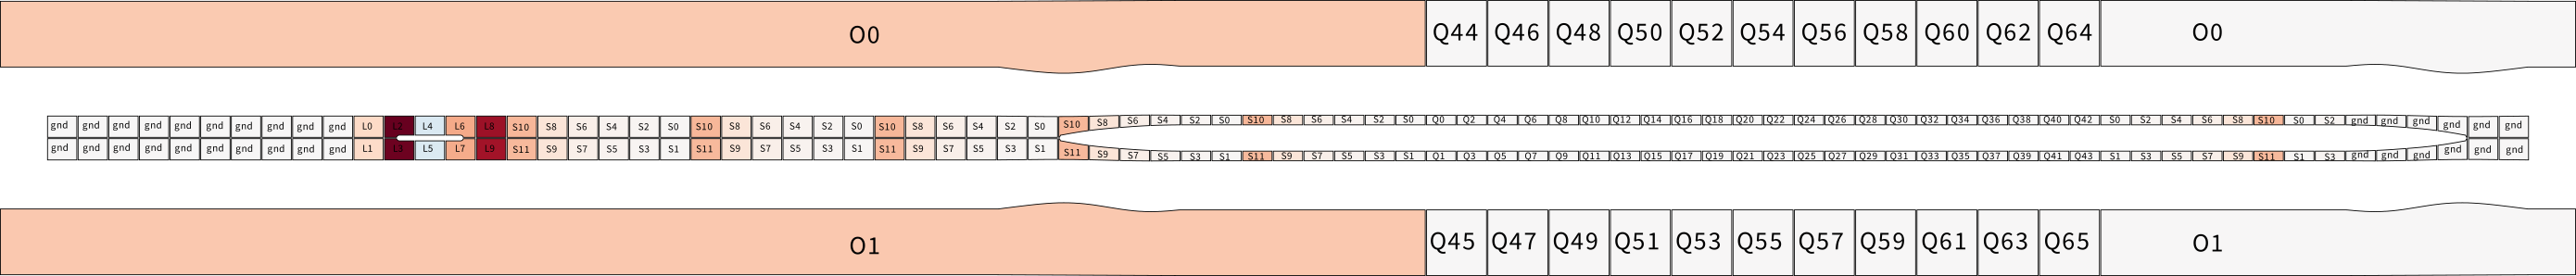 O0 Q44 Q46 Q48 Q50 Q52 Q54 Q56 Q58 Q60 Q62 Q64 O0
gnd gnd gnd gnd gnd gnd gnd gnd gnd gnd L0 L2 L4 L6 L8 S10 S8 S6 S4 S2 S0 S10 S8 S6 S4 S2 S0 S10 S8 S6 S4 S2 S0 S10 S8 S6 S4 S2 S0 S10 S8 S6 S4 S2 S0 Q0 Q2 Q4 Q6 Q8 Q10 Q12 Q14 Q16 Q18 Q20 Q22 Q24 Q26 Q28 Q30 Q32 Q34 Q36 Q38 Q40 Q42 S0 S2 S4 S6 S8 S10 S0 S2 gnd gnd gnd gnd gnd gnd
gnd gnd gnd gnd gnd gnd gnd gnd gnd gnd L1 L3 L5 L7 L9 S11 S9 S7 S5 S3 S1 S11 S9 S7 S5 S3 S1 S11 S9 S7 S5 S3 S1 S11 S9 S7 S5 S3 S1 S11 S9 S7 S5 S3 S1 Q1 Q3 Q5 Q7 Q9 Q11 Q13 Q15 Q17 Q19 Q21 Q23 Q25 Q27 Q29 Q31 Q33 Q35 Q37 Q39 Q41 Q43 S1 S3 S5 S7 S9 S11 S1 S3 gnd gnd gnd gnd gnd gnd
O1 Q45 Q47 Q49 Q51 Q53 Q55 Q57 Q59 Q61 Q63 Q65 O1